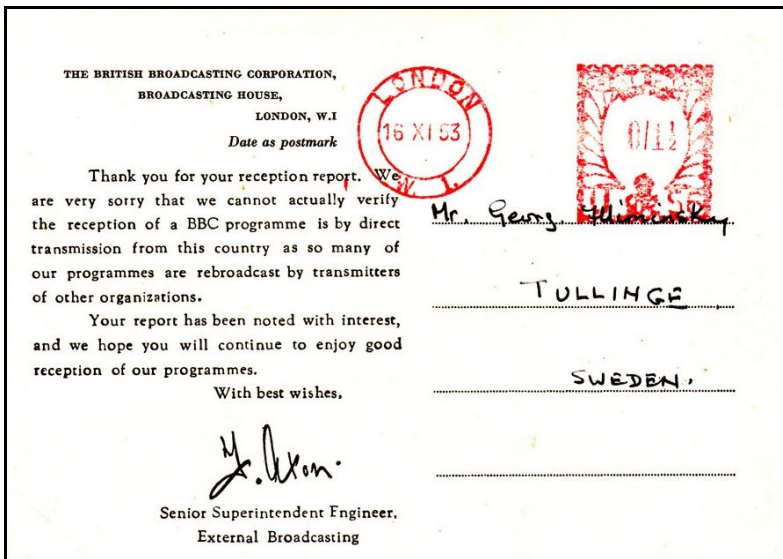 THE BRITISH BROADCASTING CORPORATION,
BROADCASTING HOUSE,
LONDON, W.I
Date as postmark
Thank you for your reception report. We
are very sorry that we cannot actually verify
the reception of a BBC programme is by direct
transmission from this country as so many of
our programmes are rebroadcast by transmitters
of other organizations.
Your report has been noted with interest,
and we hope you will continue to enjoy good
reception of our programmes.
With best wishes,
Senior Superintendent Engineer,
External Broadcasting
LONDON
16 XI 53
W. 1.
Mr. Georg
TULLINGE
SWEDEN.